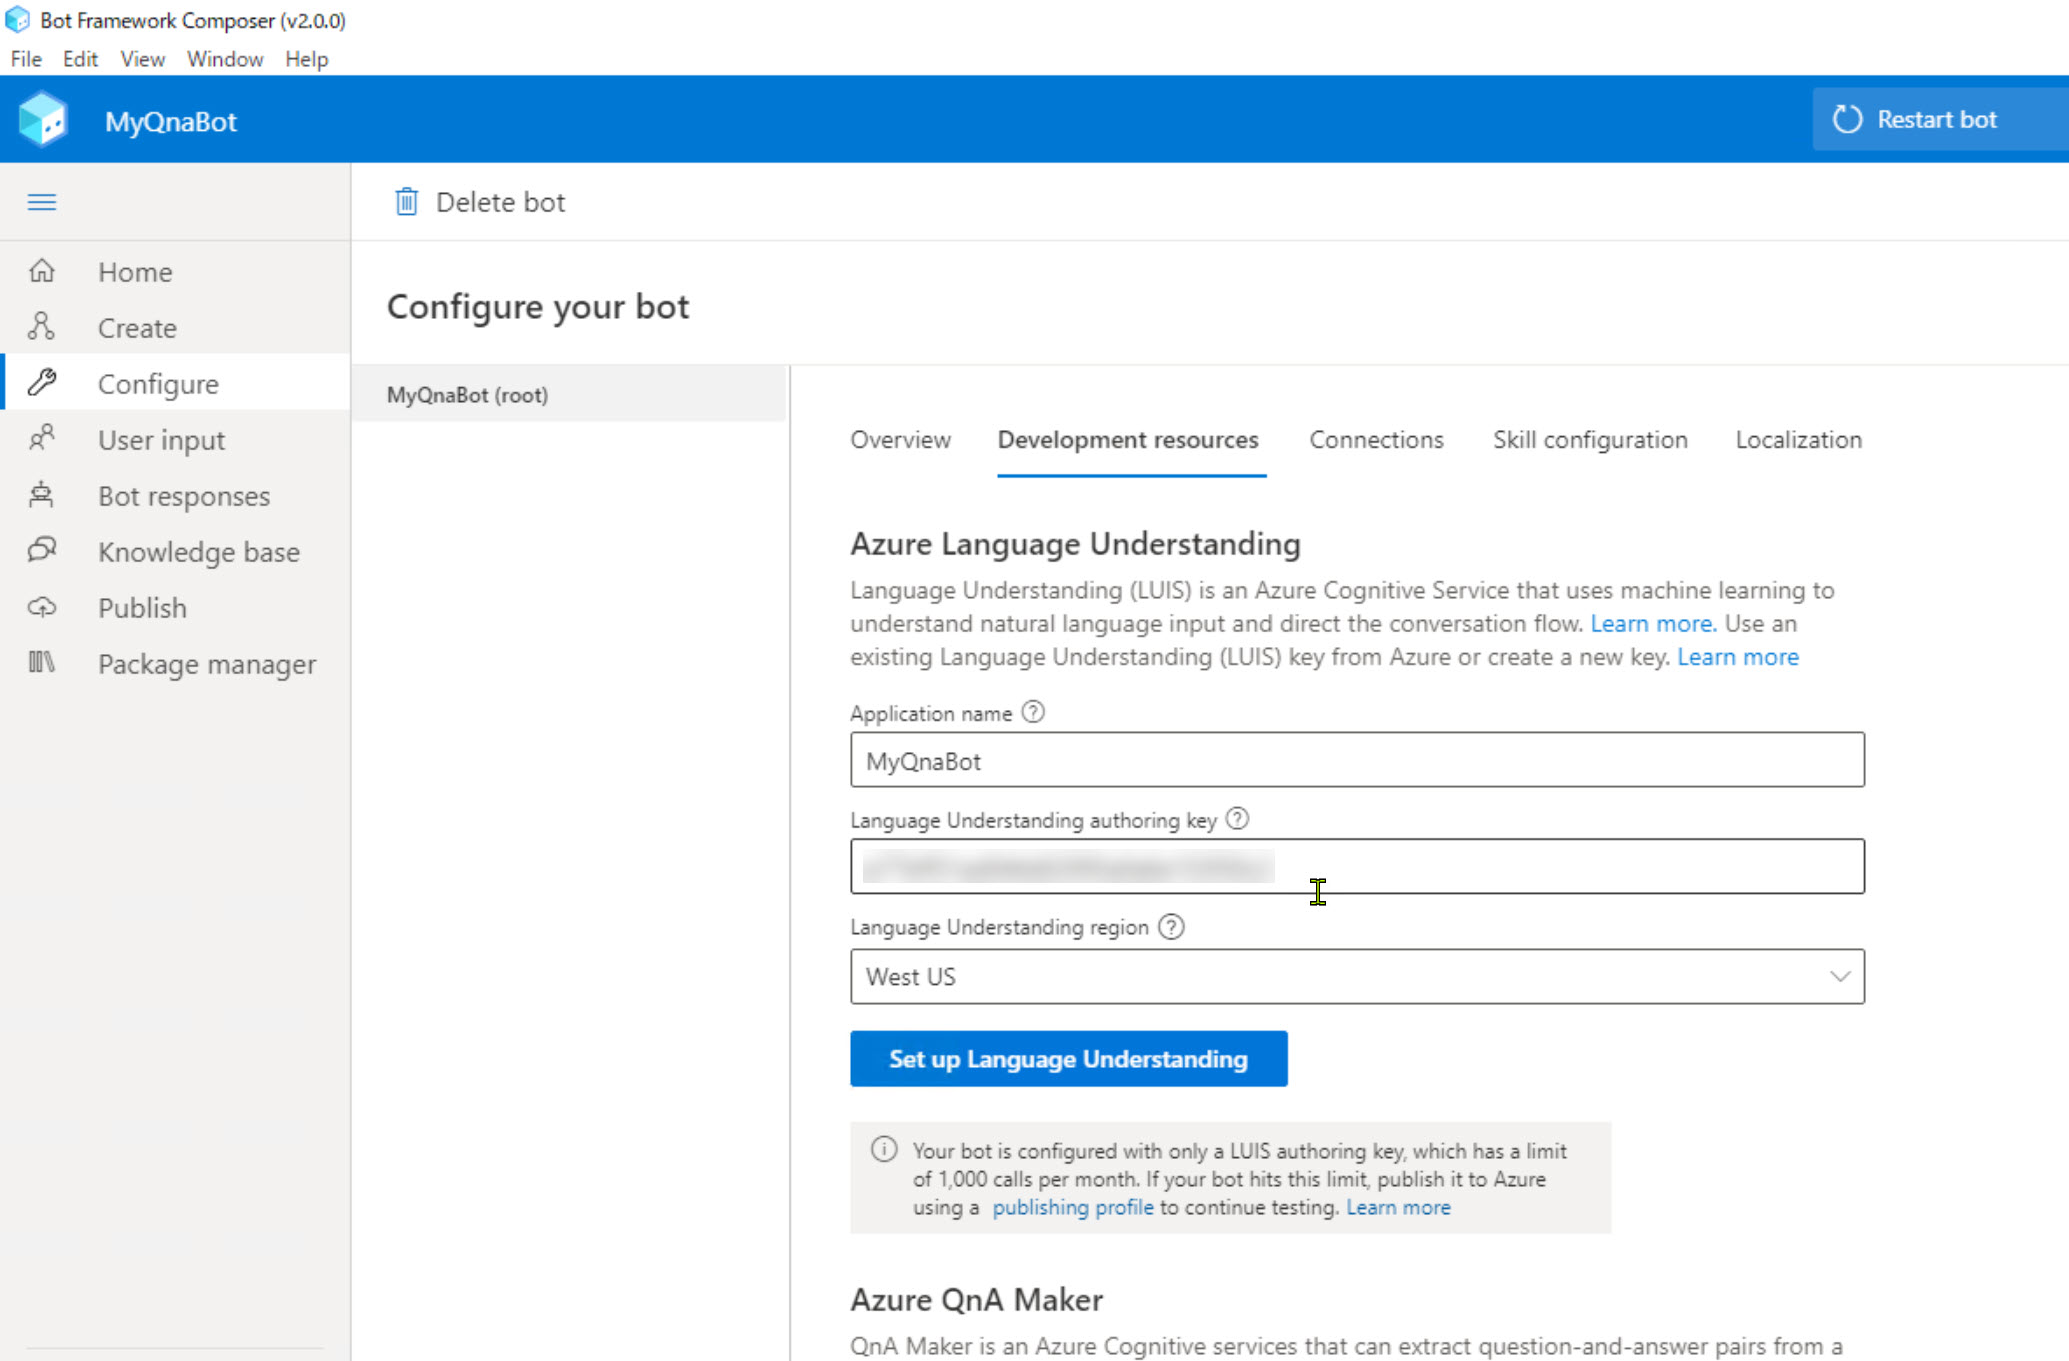 Bot Framework Composer (v2.0.0)
File Edit View Window Help
MyQnaBot
Restart bot
Delete bot
Home
Create
Configure
User input
Bot responses
Knowledge base
Publish
Package manager
Configure your bot
MyQnaBot (root)
Overview Development resources Connections Skill configuration Localization
Azure Language Understanding
Language Understanding (LUIS) is an Azure Cognitive Service that uses machine learning to
understand natural language input and direct the conversation flow. Learn more. Use an
existing Language Understanding (LUIS) key from Azure or create a new key. Learn more
Application name
MyQnaBot
Language Understanding authoring key
Language Understanding region
West US
Set up Language Understanding
Your bot is configured with only a LUIS authoring key, which has a limit
of 1,000 calls per month. If your bot hits this limit, publish it to Azure
using a publishing profile to continue testing. Learn more
Azure QnA Maker
QnA Maker is an Azure Cognitive services that can extract question-and-answer pairs from a